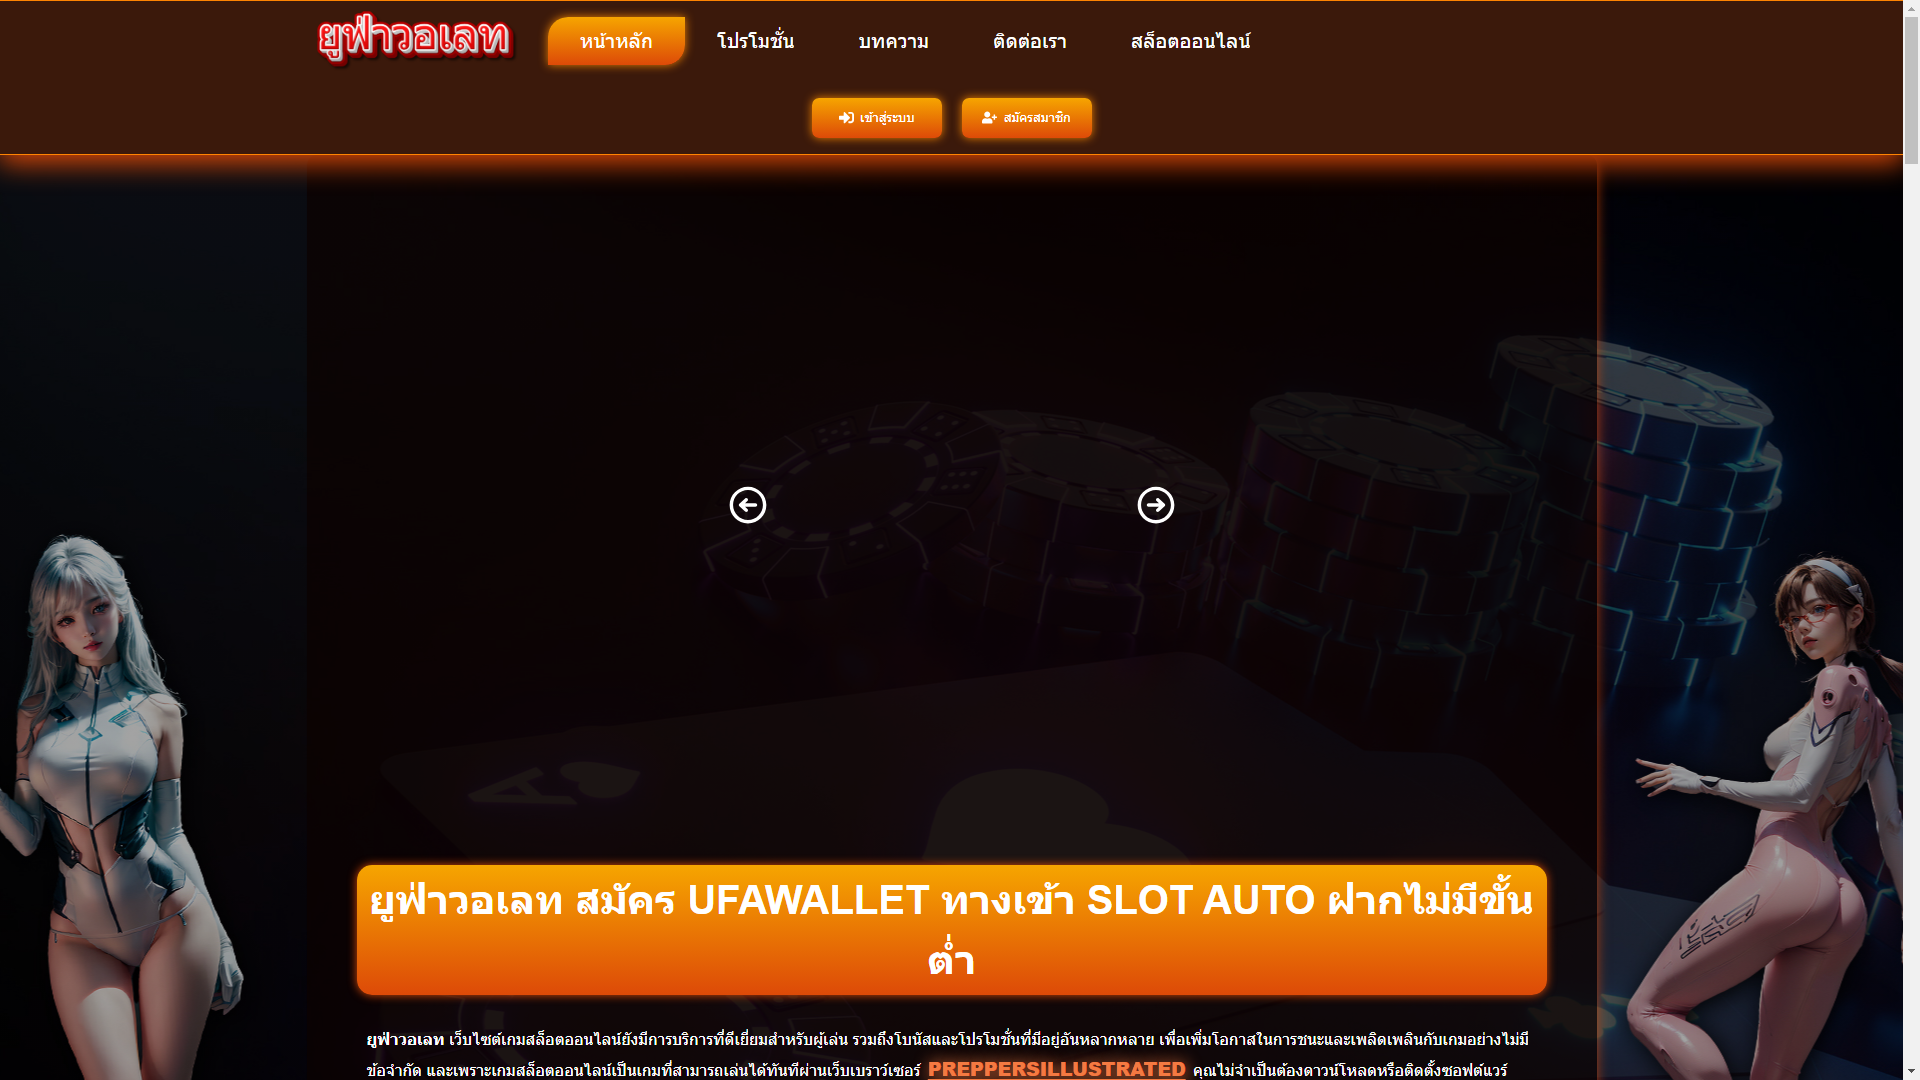 ยูฟ่าวอเลท
หน้าหลัก
โปรโมชั่น
บทความ
ติดต่อเรา
สล็อตออนไลน์
เข้าสู่ระบบ
สมัครสมาชิก
ยูฟ่าวอเลท สมัคร UFAWALLET ทางเข้า SLOT AUTO ฝากไม่มีขั้น
ต่ำ
ยูฟ่าวอเลท เว็บไซต์เกมสล็อตออนไลน์ยังมีการบริการที่ดีเยี่ยมสำหรับผู้เล่น รวมถึงโบนัสและโปรโมชั่นที่มีอยู่อันหลากหลาย เพื่อเพิ่มโอกาสในการชนะและเพลิดเพลินกับเกมอย่างไม่มี
ข้อจำกัด และเพราะเกมสล็อตออนไลน์เป็นเกมที่สามารถเล่นได้ทันทีผ่านเว็บเบราว์เซอร์ PREPPERSILLUSTRATED คุณไม่จำเป็นต้องดาวน์โหลดหรือติดตั้งซอฟต์แวร์